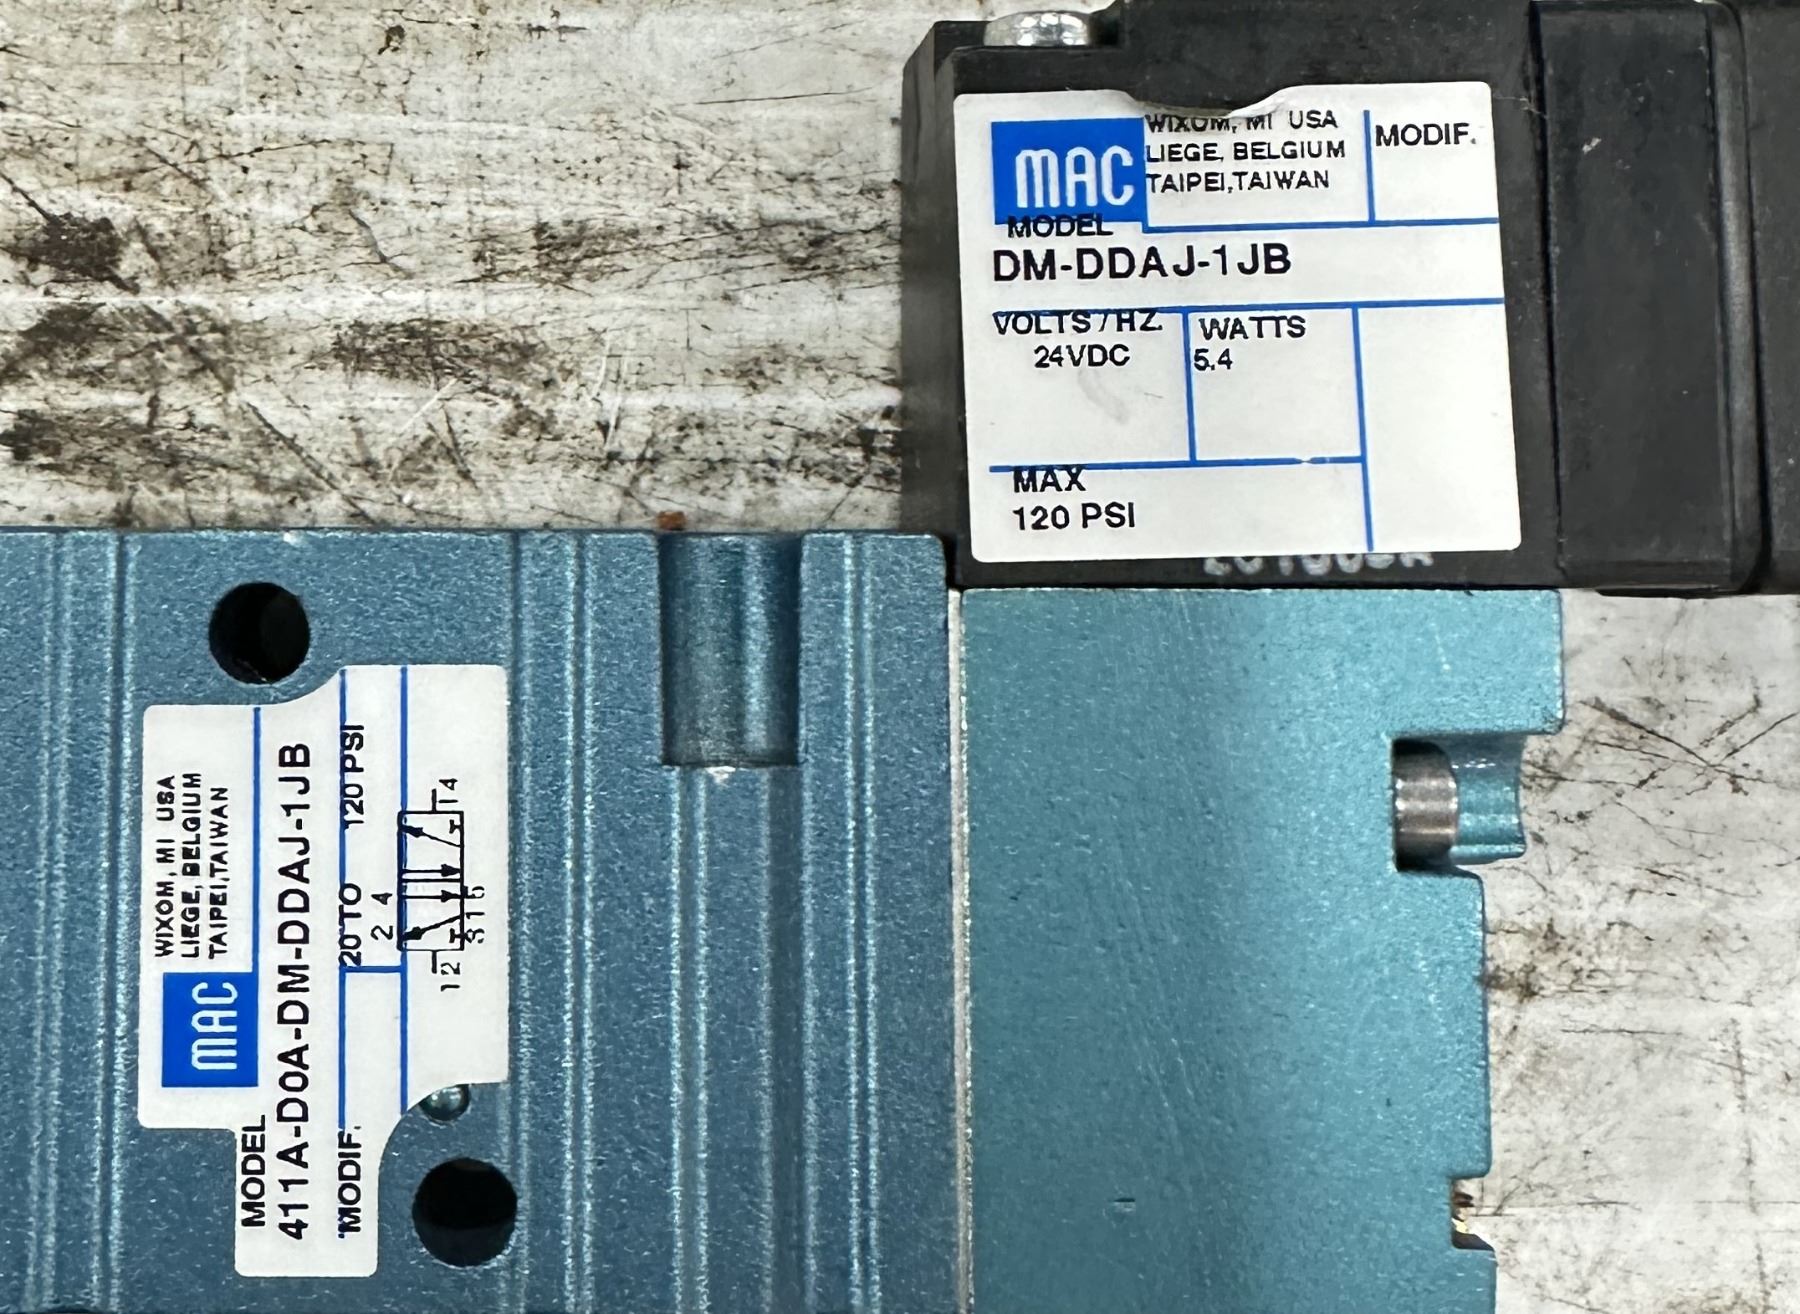 MAC
WIXOM, MI USA
LIEGE, BELGIUM
TAIPEI,TAIWAN
MODIF.
MODEL
DM-DDAJ-1JB
VOLTS/HZ.
24VDC
WATTS
5.4
MAX
120 PSI
MAC
WIXOM, MI USA
LIEGE, BELGIUM
TAIPEI,TAIWAN
MODEL
411A-D0A-DM-DDAJ-1JB
MODIF.
20 TO 120 PSI
2 4
12
14
3 1 5